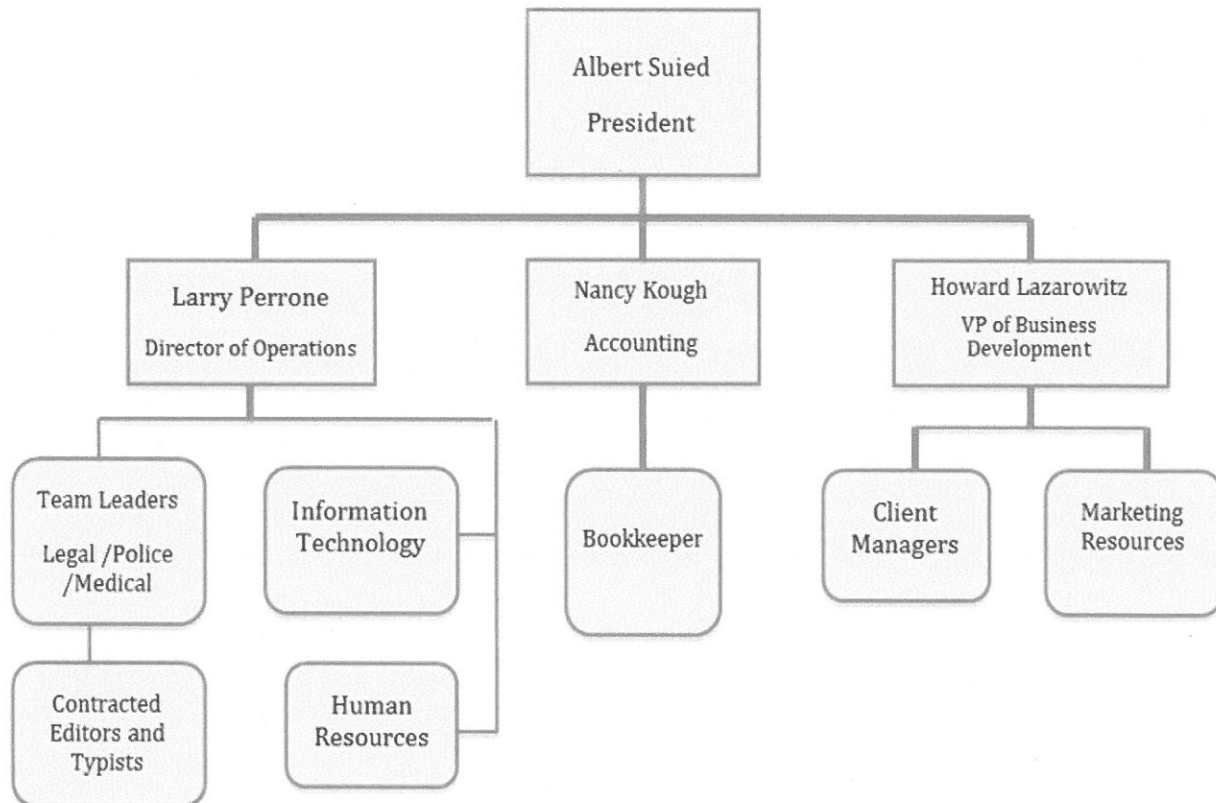 Albert Suied
President
Larry Perrone
Director of Operations
Nancy Kough
Accounting
Howard Lazarowitz
VP of Business
Development
Team Leaders
Legal /Police
/Medical
Information
Technology
Bookkeeper
Client
Managers
Marketing
Resources
Contracted
Editors and
Typists
Human
Resources